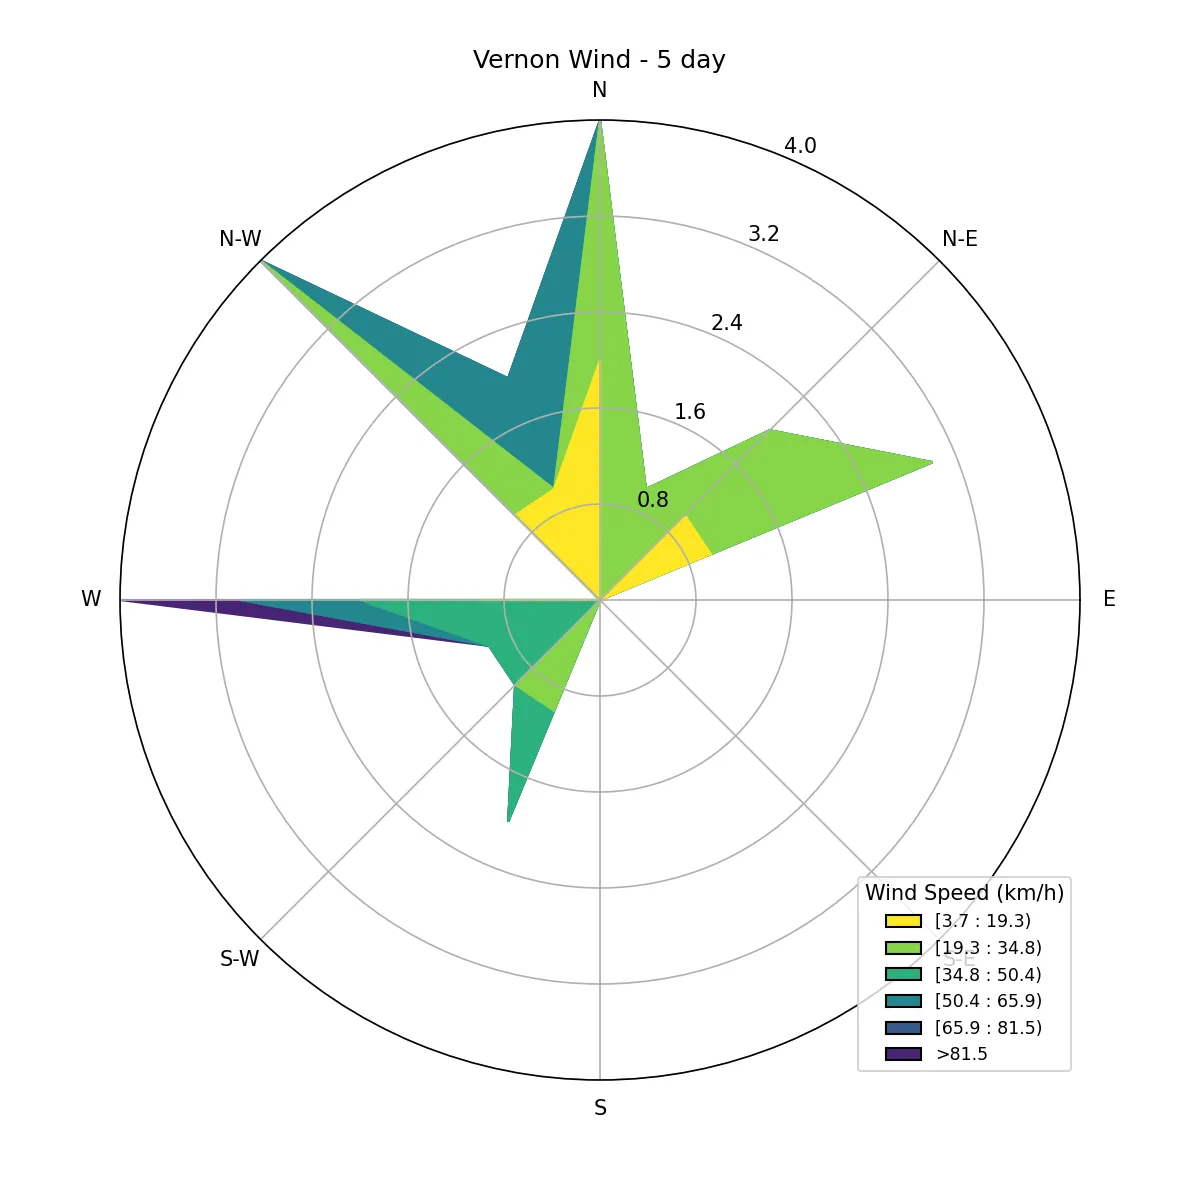 Vernon Wind - 5 day
N
4.0
N-W
3.2
N-E
2.4
1.6
0.8
W
E
S-W
S-E
S
Wind Speed (km/h)
[3.7 : 19.3)
[19.3 : 34.8)
[34.8 : 50.4)
[50.4 : 65.9)
[65.9 : 81.5)
>81.5